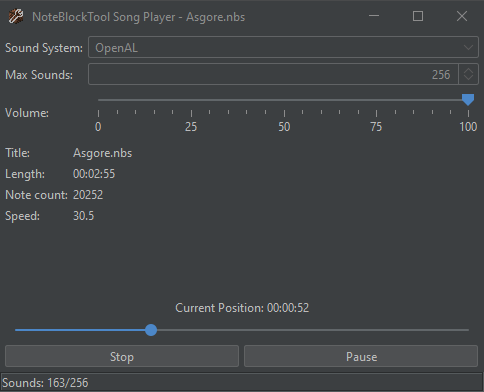 NoteBlockTool Song Player - Asgore.nbs
Sound System: OpenAL
Max Sounds: 256
Volume:
0 25 50 75 100
Title: Asgore.nbs
Length: 00:02:55
Note count: 20252
Speed: 30.5
Current Position: 00:00:52
Stop Pause
Sounds: 163/256